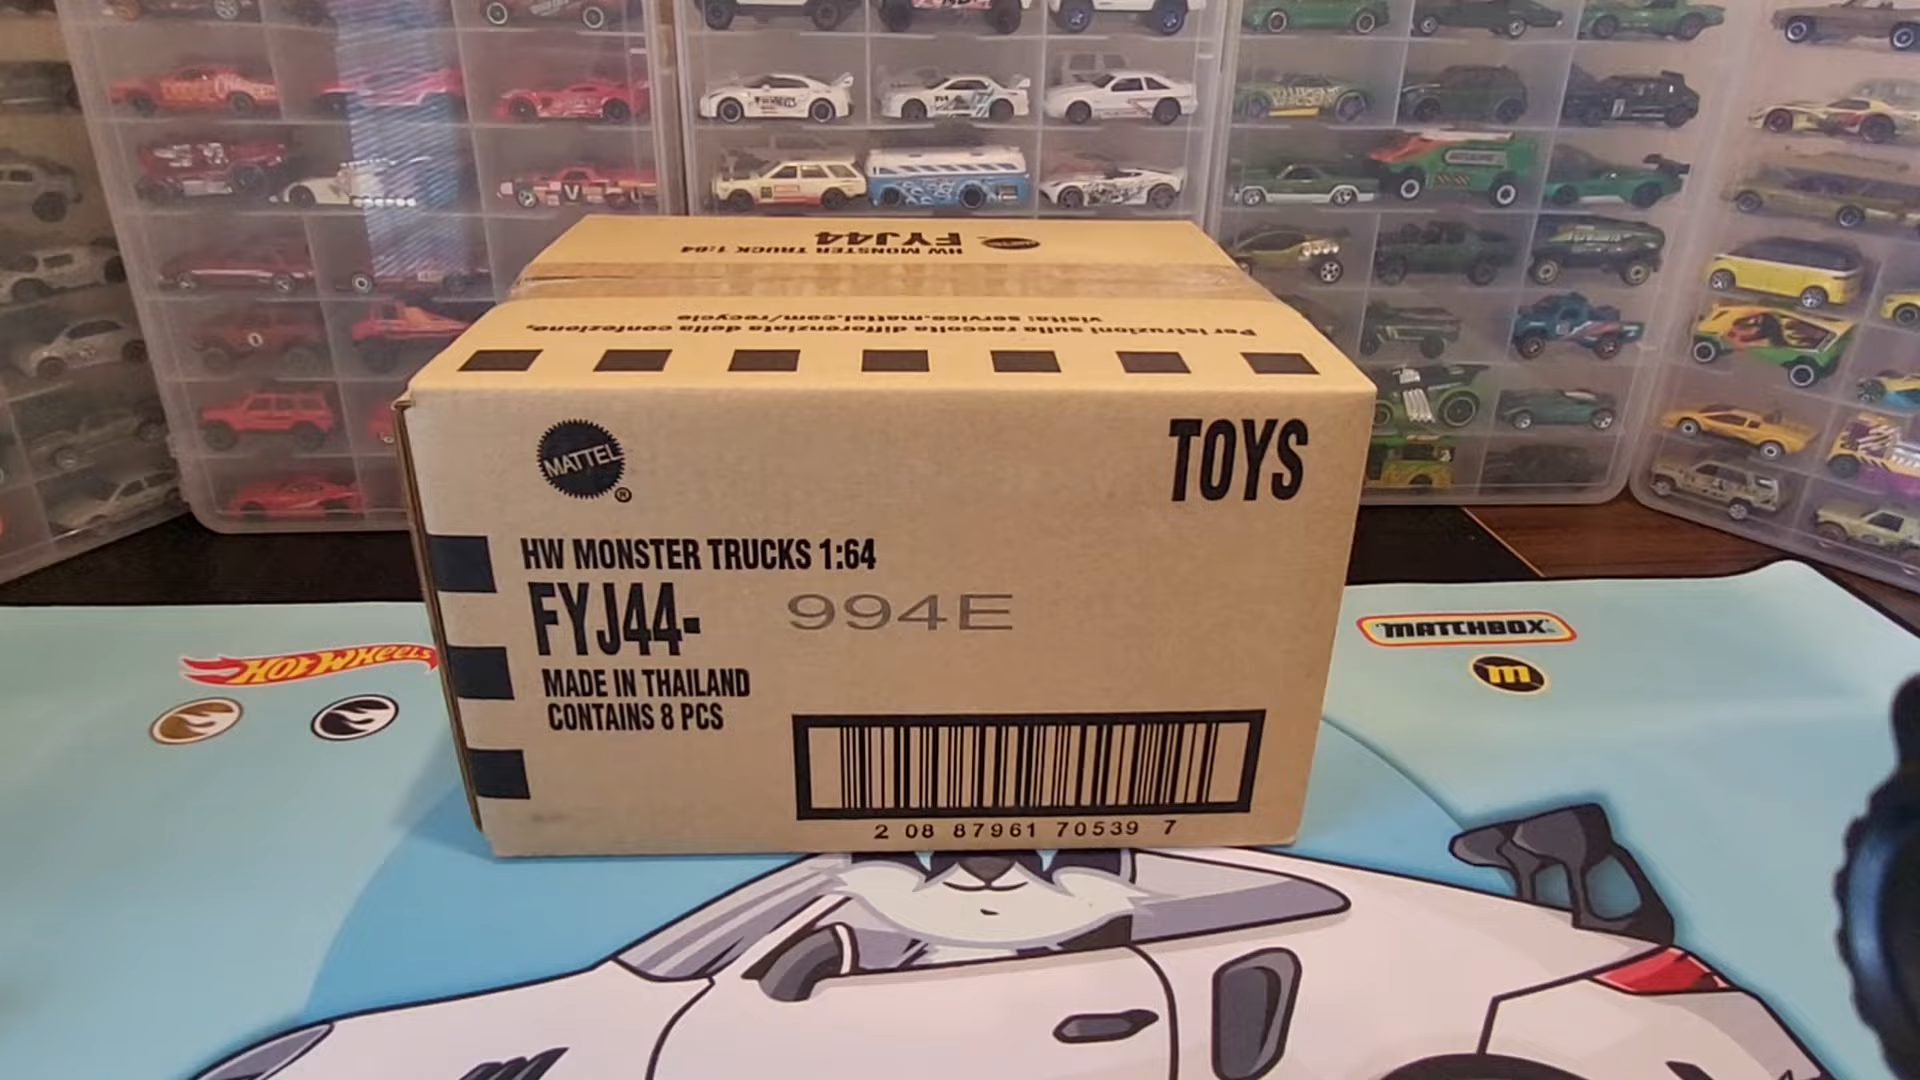 MATTEL
FYJ44
HW MONSTER TRUCK 1:64
Per istruzioni sulla raccolta differenziata della confezione,
visita: service.mattel.com/recycle
MATTEL
®
TOYS
HW MONSTER TRUCKS 1:64
FYJ44- 994E
MADE IN THAILAND
CONTAINS 8 PCS
2 08 87961 70539 7
HOT WHEELS
MATCHBOX
M